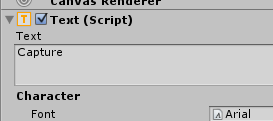 Canvas Renderer
Text (Script)
Text
Capture
Character
Font Arial